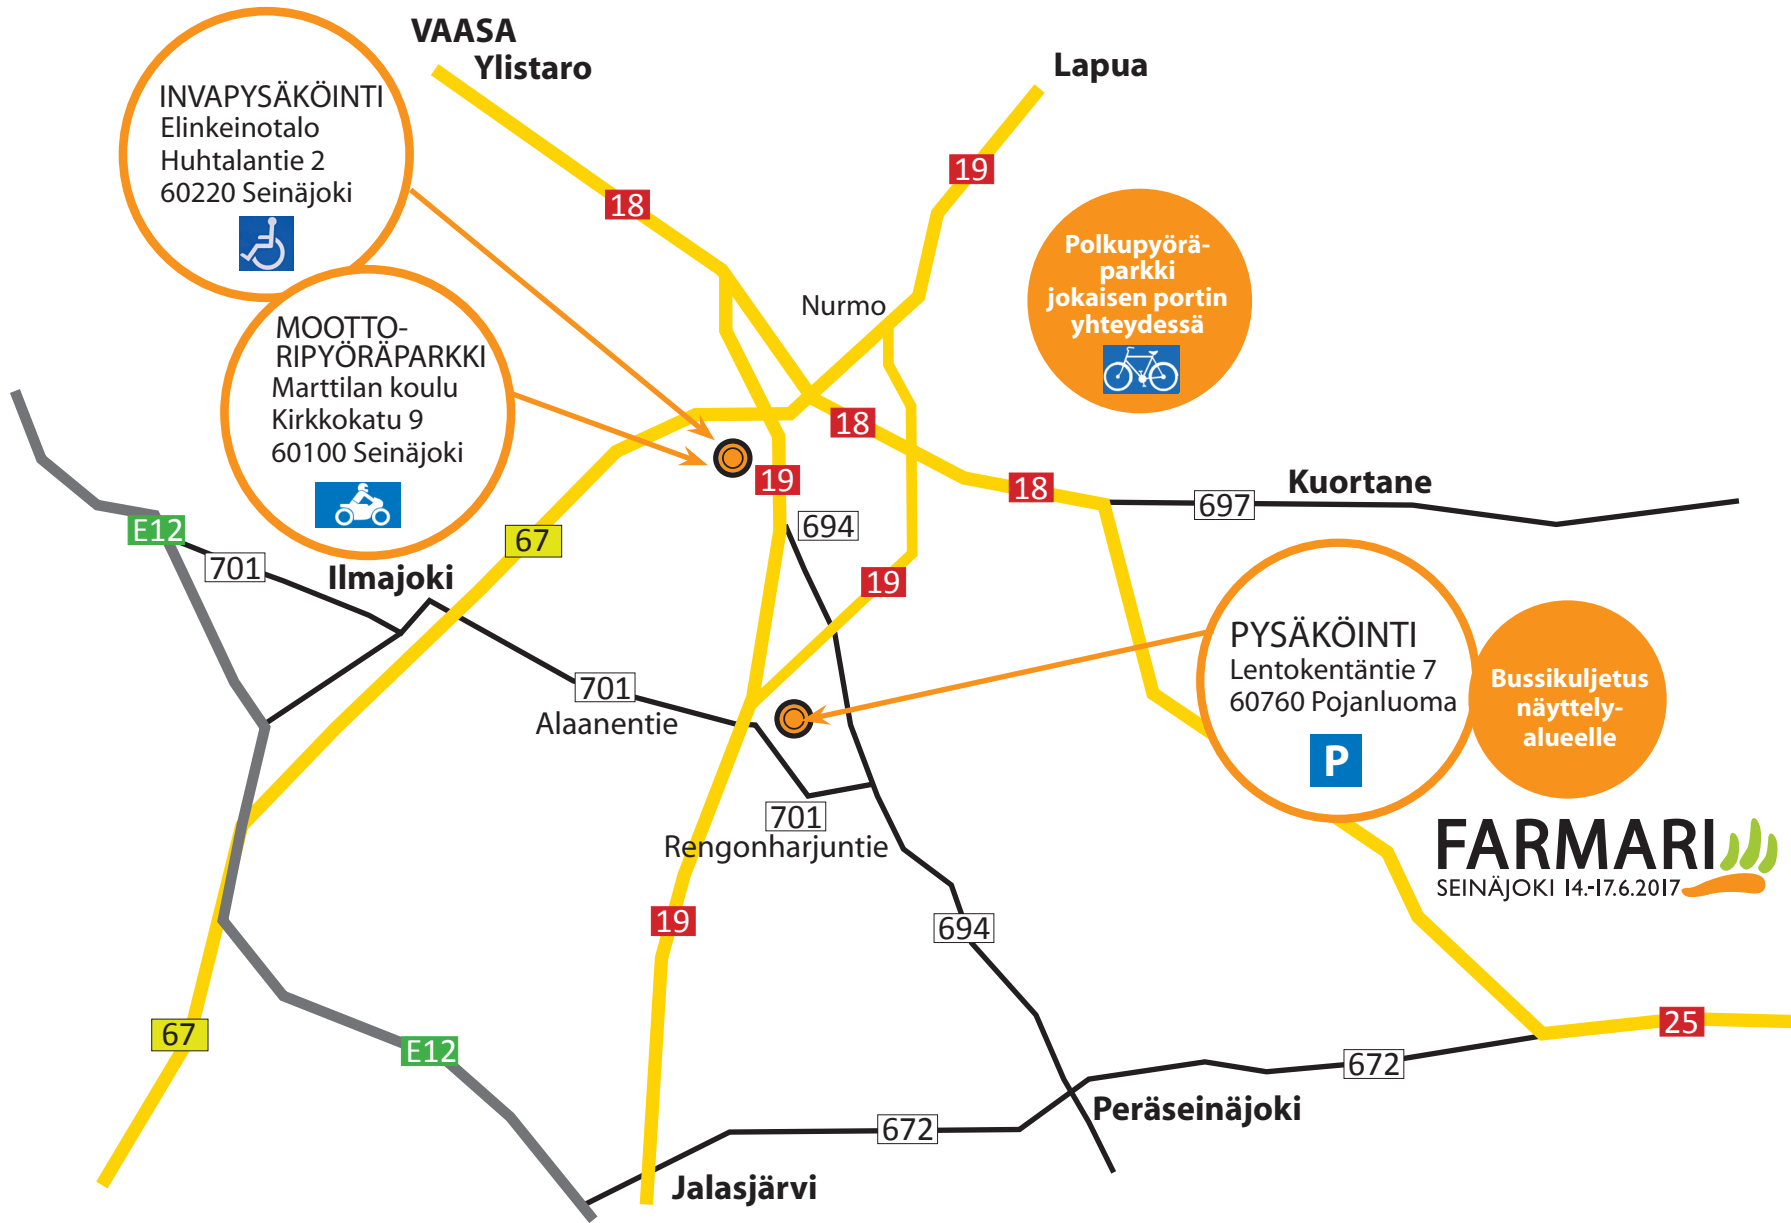 VAASA
Ylistaro
Lapua
INVAPYSÄKÖINTI
Elinkeinotalo
Huhtalantie 2
60220 Seinäjoki
19
18
Polkupyörä-
parkki
jokaisen portin
yhteydessä
Nurmo
MOOTTO-
RIPYÖRÄPARKKI
Marttilan koulu
Kirkkokatu 9
60100 Seinäjoki
18
19
18
Kuortane
697
E12
694
67
701
Ilmajoki
19
PYSÄKÖINTI
Lentokentäntie 7
60760 Pojanluoma
P
Bussikuljetus
näyttely-
alueelle
701
Alaanentie
701
Rengonharjuntie
FARMARI
SEINÄJOKI 14.-17.6.2017
19
694
67
E12
25
672
Peräseinäjoki
672
Jalasjärvi